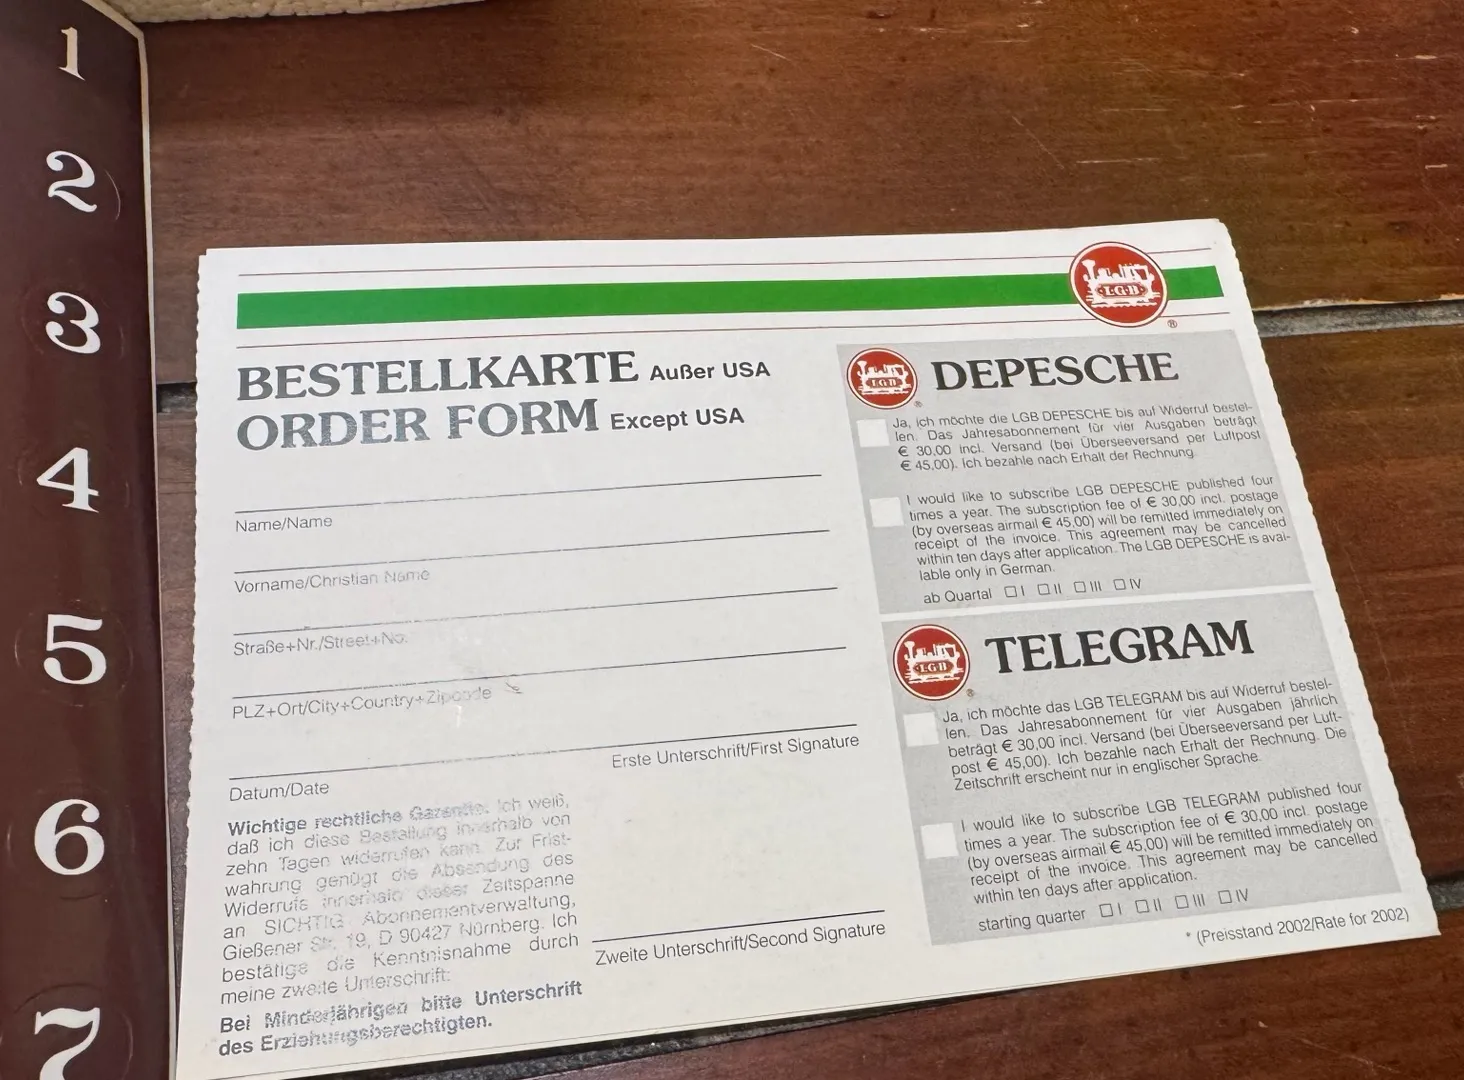 1
2
3
4
5
6
7
L·G·B
®
BESTELLKARTE Außer USA
ORDER FORM Except USA
Name/Name
Vorname/Christian Name
Straße+Nr./Street+No.
PLZ+Ort/City+Country+Zipcode
Datum/Date
Erste Unterschrift/First Signature
Wichtige rechtliche Garantie: Ich weiß,
daß ich diese Bestellung innerhalb von
zehn Tagen widerrufen kann. Zur Frist-
wahrung genügt die Absendung des
Widerrufs innerhalb dieser Zeitspanne
an SICHTIG Abonnementverwaltung,
Gießener Str. 19, D 90427 Nürnberg. Ich
bestätige die Kenntnisnahme durch
meine zweite Unterschrift:
Bei Minderjährigen bitte Unterschrift
des Erziehungsberechtigten.
Zweite Unterschrift/Second Signature
L·G·B
®
DEPESCHE
Ja, ich möchte die LGB DEPESCHE bis auf Widerruf bestel-
len. Das Jahresabonnement für vier Ausgaben beträgt
€ 30,00 incl. Versand (bei Überseeversand per Luftpost
€ 45,00). Ich bezahle nach Erhalt der Rechnung.
I would like to subscribe LGB DEPESCHE published four
times a year. The subscription fee of € 30,00 incl. postage
(by overseas airmail € 45,00) will be remitted immediately on
receipt of the invoice. This agreement may be cancelled
within ten days after application. The LGB DEPESCHE is avai-
lable only in German.
ab Quartal □ I □ II □ III □ IV
L·G·B
®
TELEGRAM
Ja, ich möchte das LGB TELEGRAM bis auf Widerruf bestel-
len. Das Jahresabonnement für vier Ausgaben jährlich
beträgt € 30,00 incl. Versand (bei Überseeversand per Luft-
post € 45,00). Ich bezahle nach Erhalt der Rechnung. Die
Zeitschrift erscheint nur in englischer Sprache.
I would like to subscribe LGB TELEGRAM published four
times a year. The subscription fee of € 30,00 incl. postage
(by overseas airmail € 45,00) will be remitted immediately on
receipt of the invoice. This agreement may be cancelled
within ten days after application.
starting quarter □ I □ II □ III □ IV
* (Preisstand 2002/Rate for 2002)